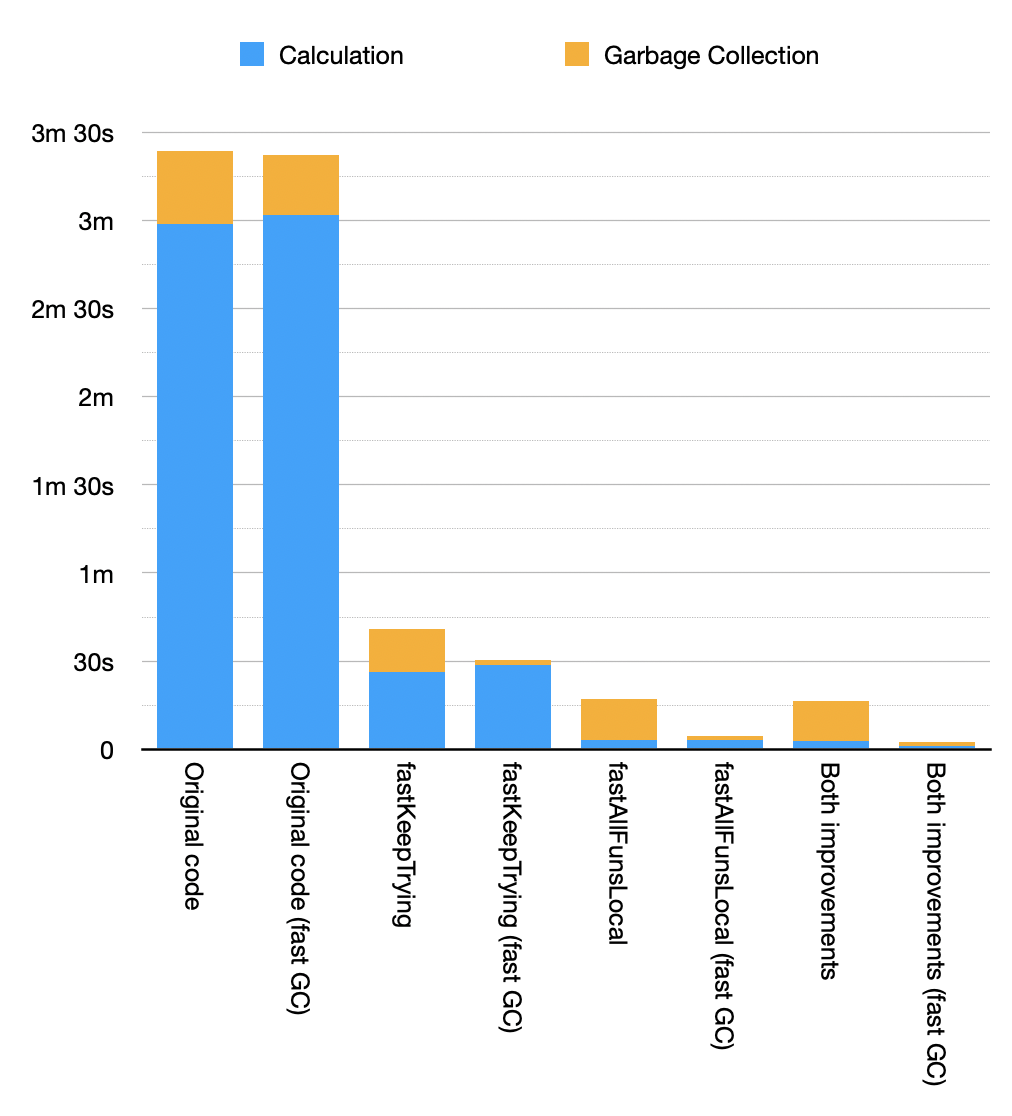 Calculation
Garbage Collection
3m 30s
3m
2m 30s
2m
1m 30s
1m
30s
0
Original code
Original code (fast GC)
fastKeepTrying
fastKeepTrying (fast GC)
fastAllFunsLocal
fastAllFunsLocal (fast GC)
Both improvements
Both improvements (fast GC)